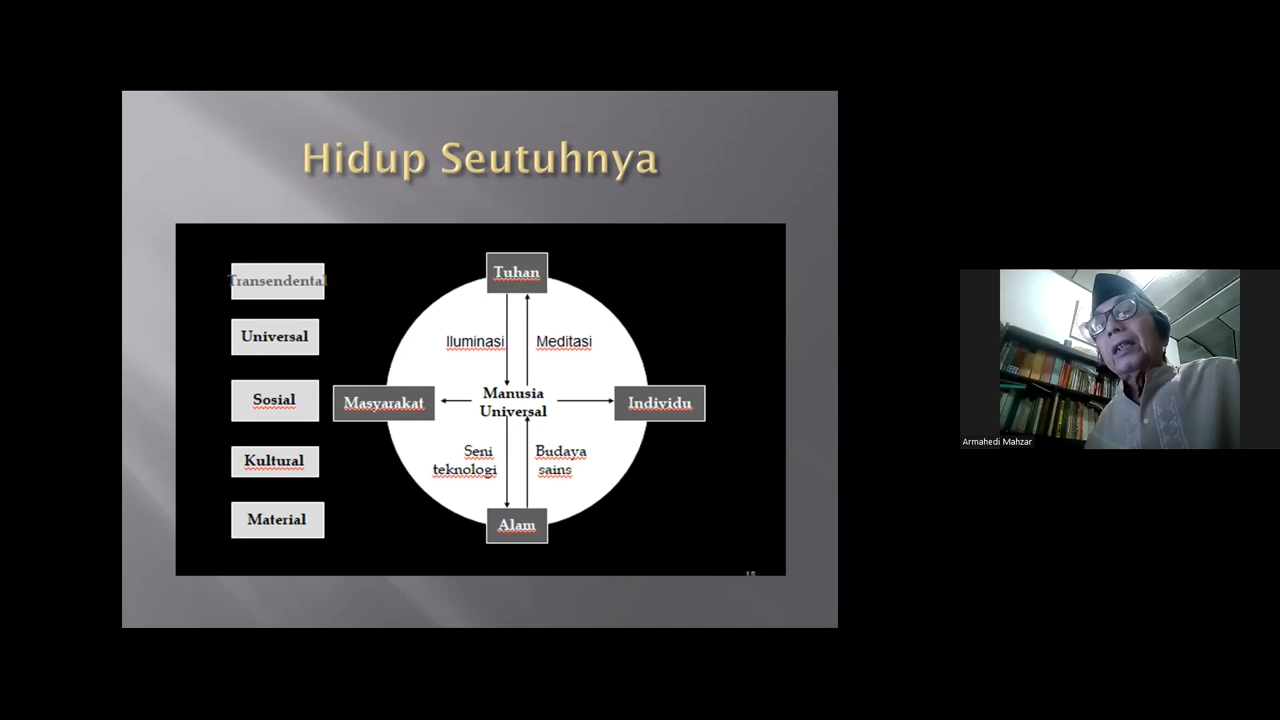 Hidup Seutuhnya
Transendental
Universal
Sosial
Kultural
Material
Tuhan
Iluminasi
Meditasi
Masyarakat
Manusia
Universal
Individu
Seni
teknologi
Budaya
sains
Alam
18
Armahedi Mahzar